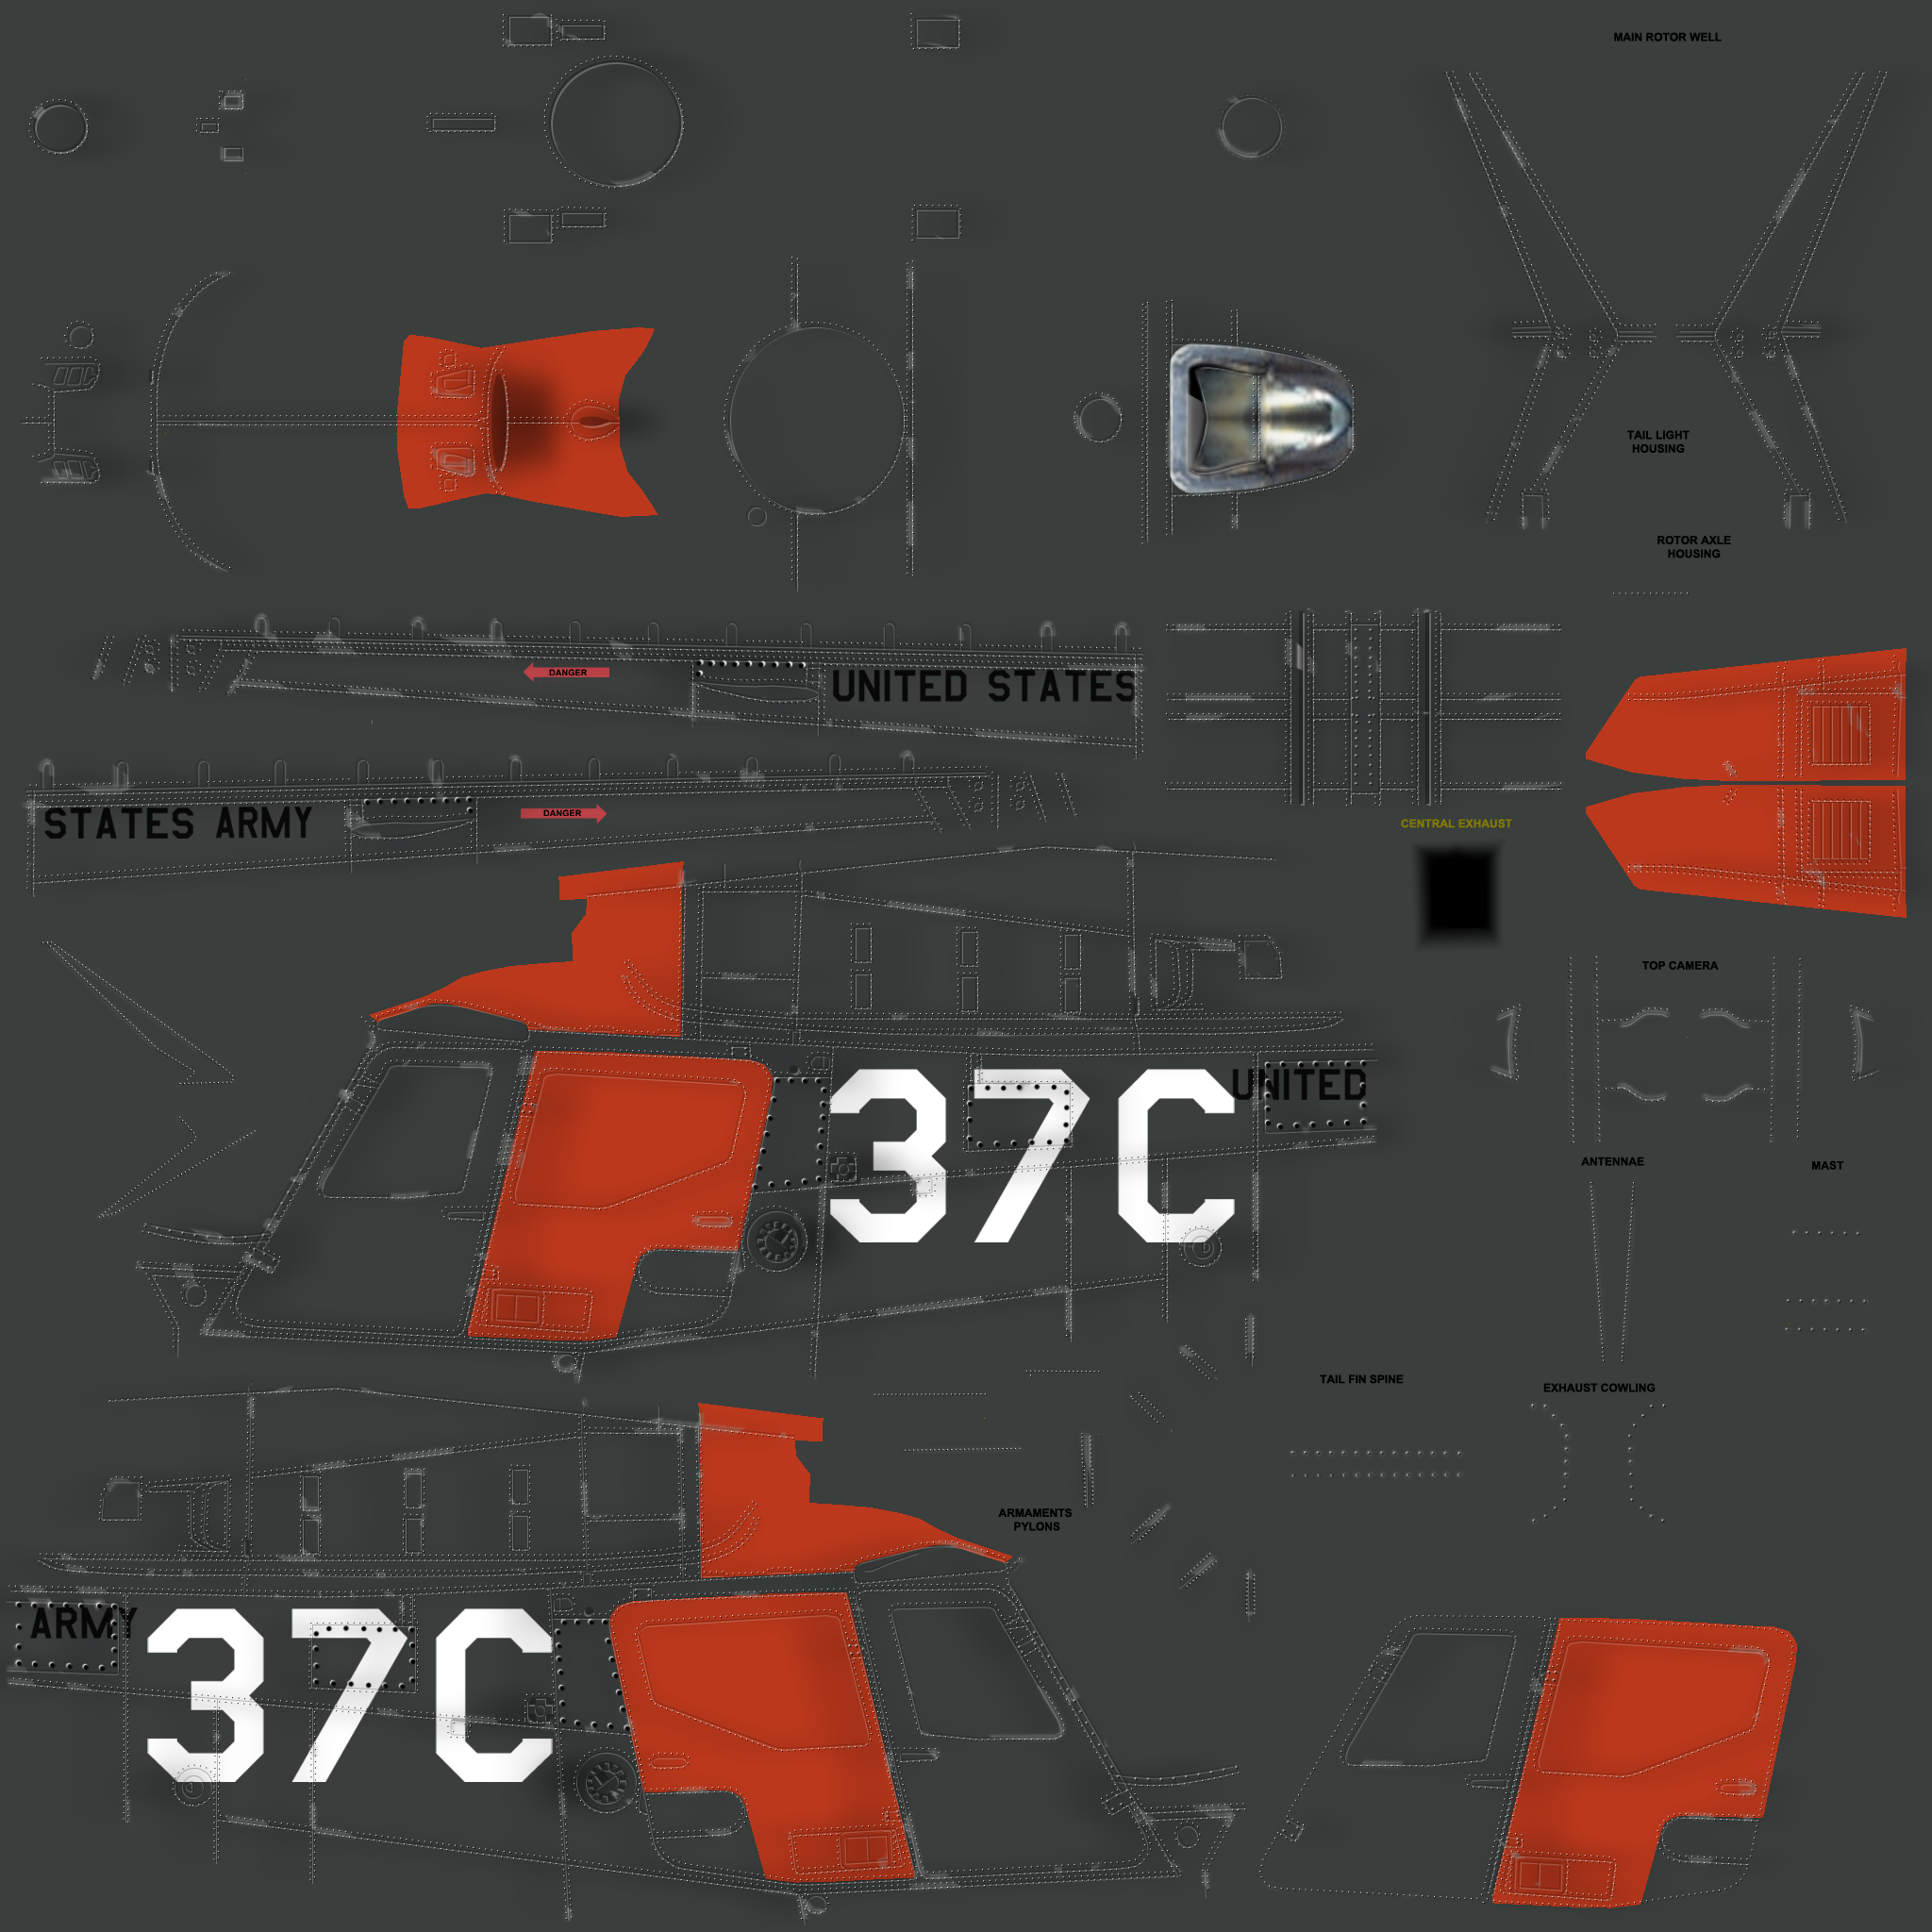 MAIN ROTOR WELL
TAIL LIGHT
HOUSING
ROTOR AXLE
HOUSING
DANGER
UNITED STATES
STATES ARMY
DANGER
CENTRAL EXHAUST
TOP CAMERA
37C
UNITED
ANTENNAE
MAST
TAIL FIN SPINE
EXHAUST COWLING
ARMAMENTS
PYLONS
ARMY
37C